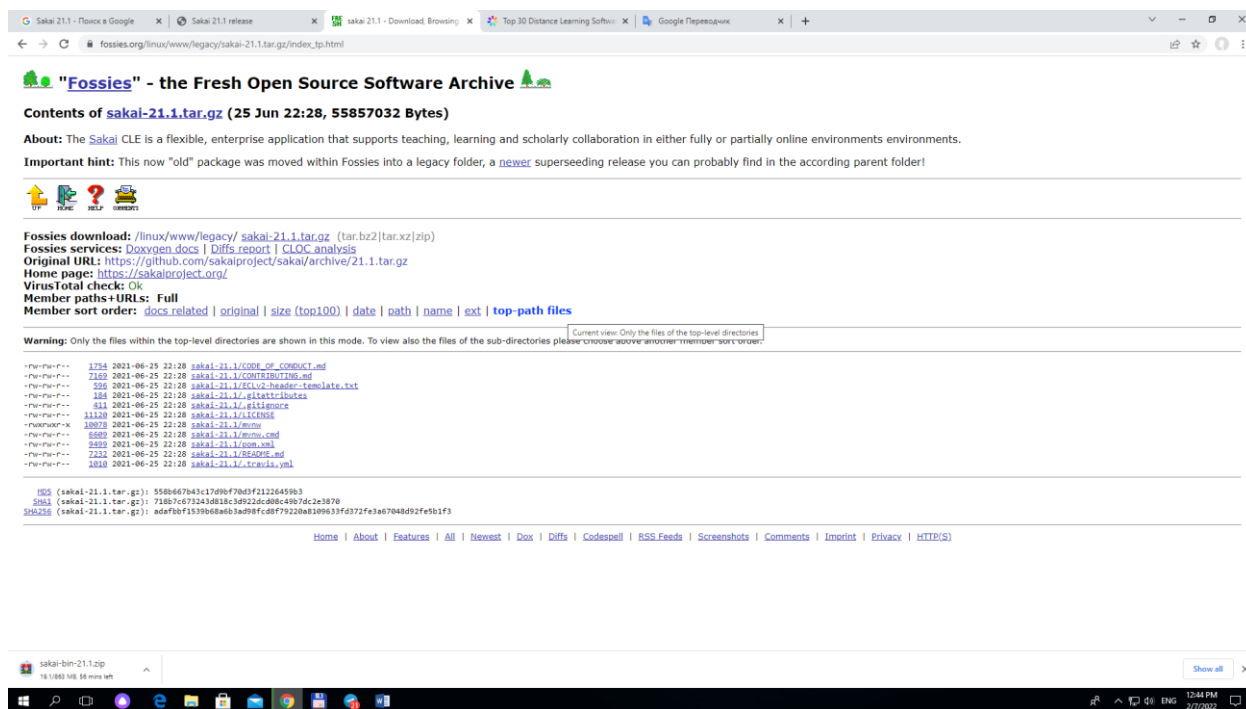 Sakai 21.1 - Поиск в Google
Sakai 21.1 release
sakai 21.1 - Download, Browsing
Top 30 Distance Learning Softwa
Google Переводчик
fossies.org/linux/www/legacy/sakai-21.1.tar.gz/index_tp.html
"Fossies" - the Fresh Open Source Software Archive
Contents of sakai-21.1.tar.gz (25 Jun 22:28, 55857032 Bytes)
About: The Sakai CLE is a flexible, enterprise application that supports teaching, learning and scholarly collaboration in either fully or partially online environments environments.
Important hint: This now "old" package was moved within Fossies into a legacy folder, a newer superseeding release you can probably find in the according parent folder!
UP HOME HELP COMMENTS
Fossies download: /linux/www/legacy/ sakai-21.1.tar.gz (tar.bz2|tar.xz|zip)
Fossies services: Doxygen docs | Diffs report | CLOC analysis
Original URL: https://github.com/sakaiproject/sakai/archive/21.1.tar.gz
Home page: https://sakaiproject.org/
VirusTotal check: Ok
Member paths+URLs: Full
Member sort order: docs related | original | size (top100) | date | path | name | ext | top-path files
Current view: Only the files of the top-level directories
Warning: Only the files within the top-level directories are shown in this mode. To view also the files of the sub-directories please choose above another member sort order.
-rw-rw-r-- 1754 2021-06-25 22:28 sakai-21.1/CODE_OF_CONDUCT.md
-rw-rw-r-- 7169 2021-06-25 22:28 sakai-21.1/CONTRIBUTING.md
-rw-rw-r-- 596 2021-06-25 22:28 sakai-21.1/ECLv2-header-template.txt
-rw-rw-r-- 184 2021-06-25 22:28 sakai-21.1/.gitattributes
-rw-rw-r-- 411 2021-06-25 22:28 sakai-21.1/.gitignore
-rw-rw-r-- 11120 2021-06-25 22:28 sakai-21.1/LICENSE
-rwxrwxr-x 10078 2021-06-25 22:28 sakai-21.1/mvnw
-rw-rw-r-- 6609 2021-06-25 22:28 sakai-21.1/mvnw.cmd
-rw-rw-r-- 9499 2021-06-25 22:28 sakai-21.1/pom.xml
-rw-rw-r-- 7232 2021-06-25 22:28 sakai-21.1/README.md
-rw-rw-r-- 1010 2021-06-25 22:28 sakai-21.1/.travis.yml
MD5 (sakai-21.1.tar.gz): 558b667b43c17d9bf70d3f21226459b3
SHA1 (sakai-21.1.tar.gz): 718b7c673243d818c3d922dcd08c49b7dc2e3870
SHA256 (sakai-21.1.tar.gz): adafbbf1539b68a6b3ad98fcd8f79220a8109633fd372fe3a67048d92fe5b1f3
Home | About | Features | All | Newest | Dox | Diffs | Codespell | RSS Feeds | Screenshots | Comments | Imprint | Privacy | HTTP(S)
sakai-bin-21.1.zip
19.1/863 MB, 56 mins left
Show all
ENG
12:44 PM
2/7/2022